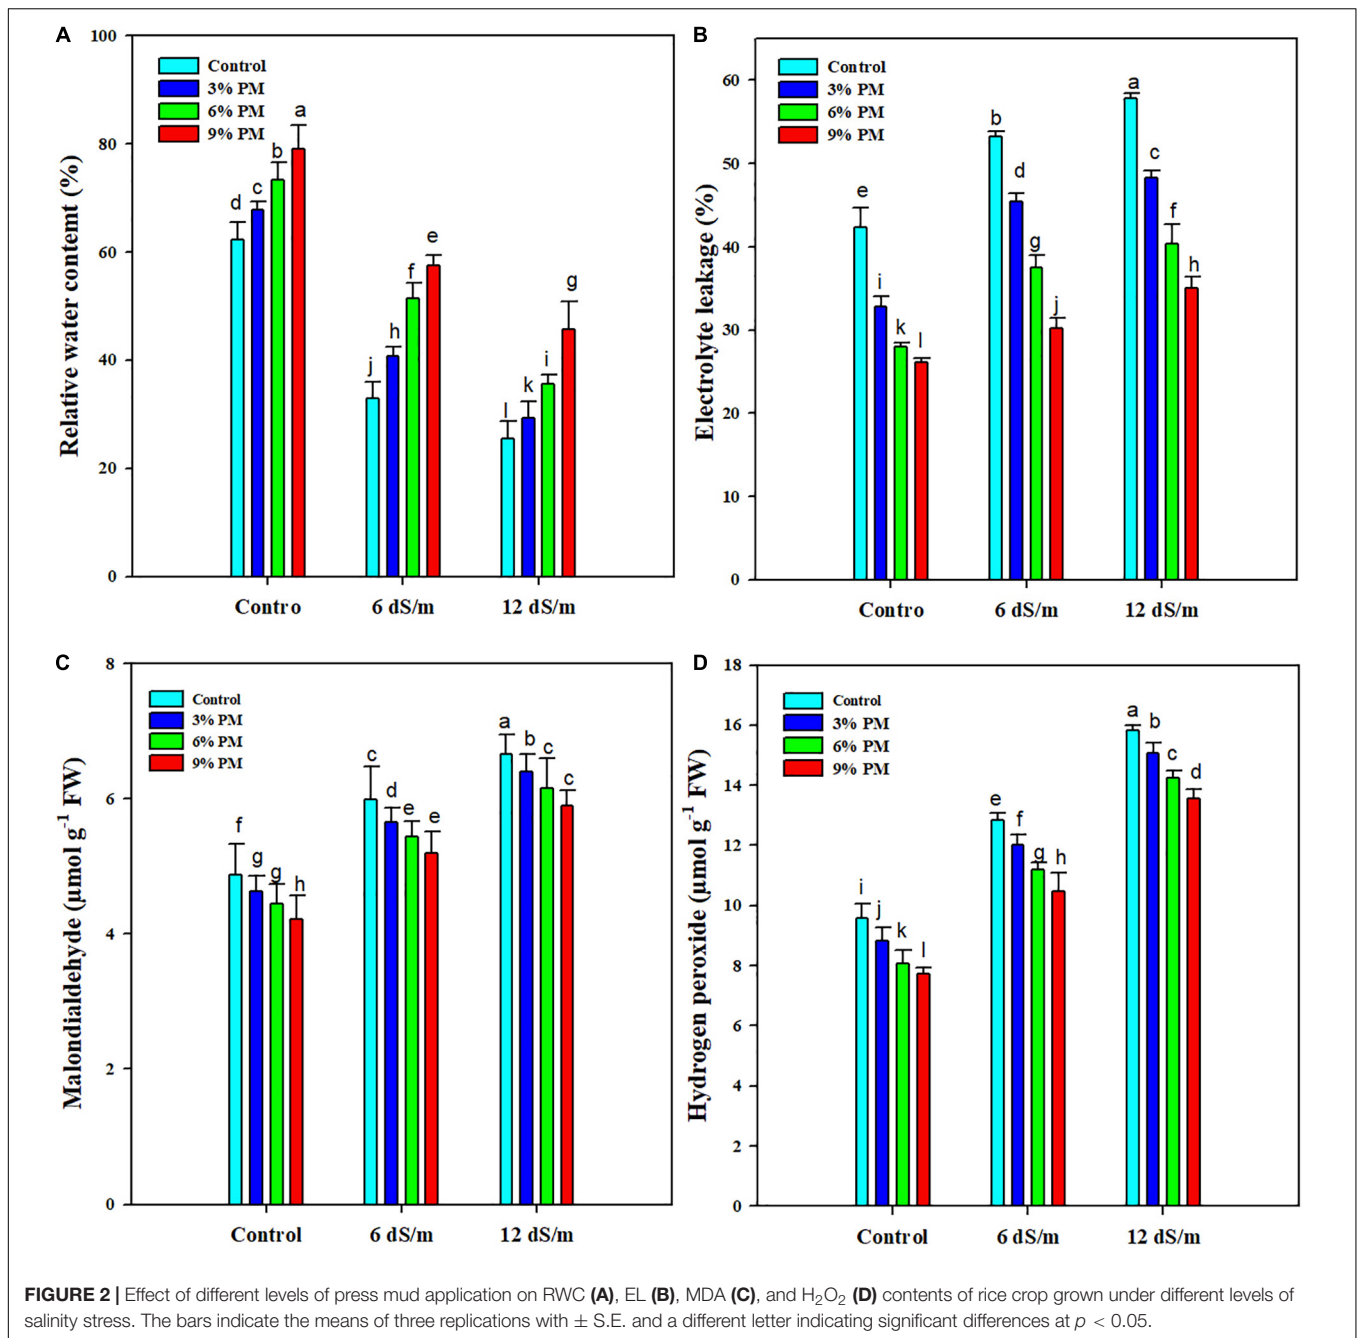 A
100
80
60
40
20
0
Relative water contemt (%)
Control
3% PM
6% PM
9% PM
d c b a
j h f e
l k i g
Contro 6 dS/m 12 dS/m
B
60
50
40
30
20
10
0
Electrolyte leakage (%)
Control
3% PM
6% PM
9% PM
e i k l
b d g j
a c f h
Contro 6 dS/m 12 dS/m
C
8
6
4
2
0
Malondialdehyde (µmol g⁻¹ FW)
Control
3% PM
6% PM
9% PM
f g g h
c d e e
a b c c
Control 6 dS/m 12 dS/m
D
18
16
14
12
10
8
6
4
2
0
Hydrogen peroxide (µmol g⁻¹ FW)
Control
3% PM
6% PM
9% PM
i j k l
e f g h
a b c d
Control 6 dS/m 12 dS/m
FIGURE 2 | Effect of different levels of press mud application on RWC (A), EL (B), MDA (C), and H₂O₂ (D) contents of rice crop grown under different levels of
salinity stress. The bars indicate the means of three replications with ± S.E. and a different letter indicating significant differences at p < 0.05.